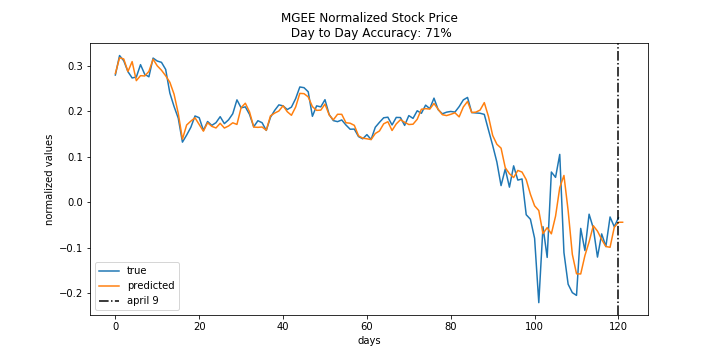 MGEE Normalized Stock Price
Day to Day Accuracy: 71%
normalized values
0.3
0.2
0.1
0.0
−0.1
−0.2
true
predicted
april 9
0 20 40 60 80 100 120
days